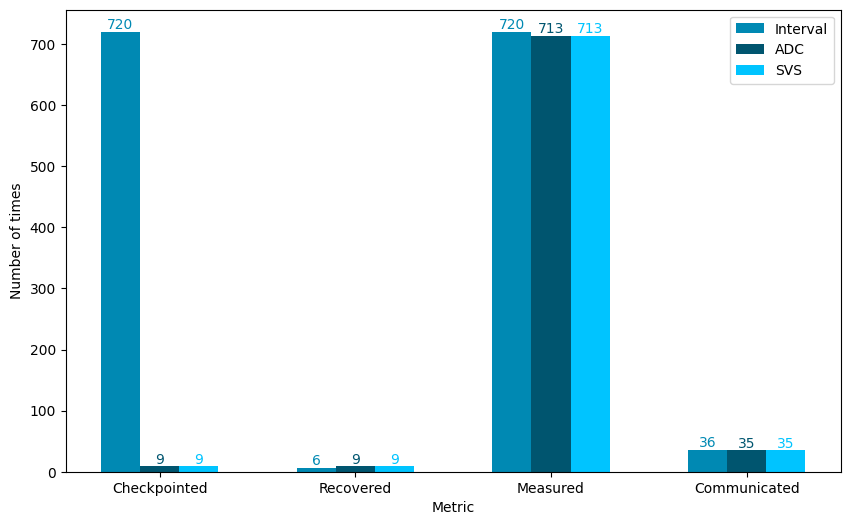 720
720
713
713
Interval
ADC
SVS
700
600
500
400
300
200
100
0
9
9
6
9
9
36
35
35
Checkpointed
Recovered
Measured
Communicated
Number of times
Metric